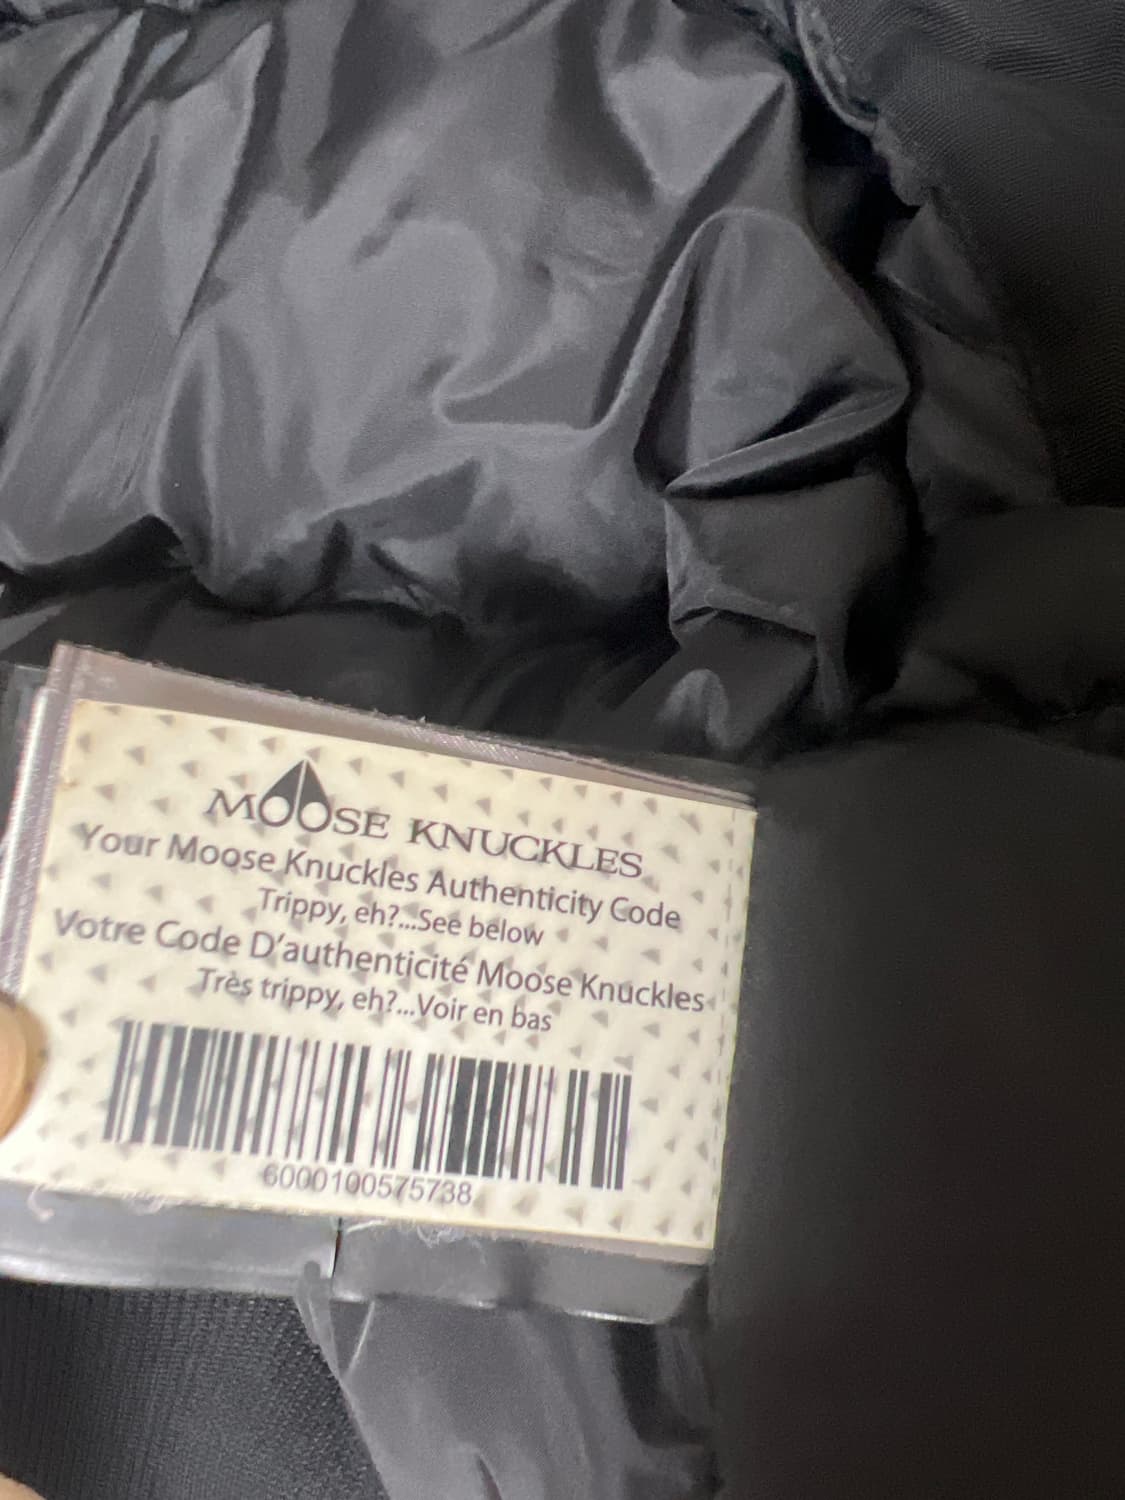 MOOSE KNUCKLES
Your Moose Knuckles Authenticity Code
Trippy, eh?...See below
Votre Code D'authenticité Moose Knuckles
Très trippy, eh?...Voir en bas
6000100575738